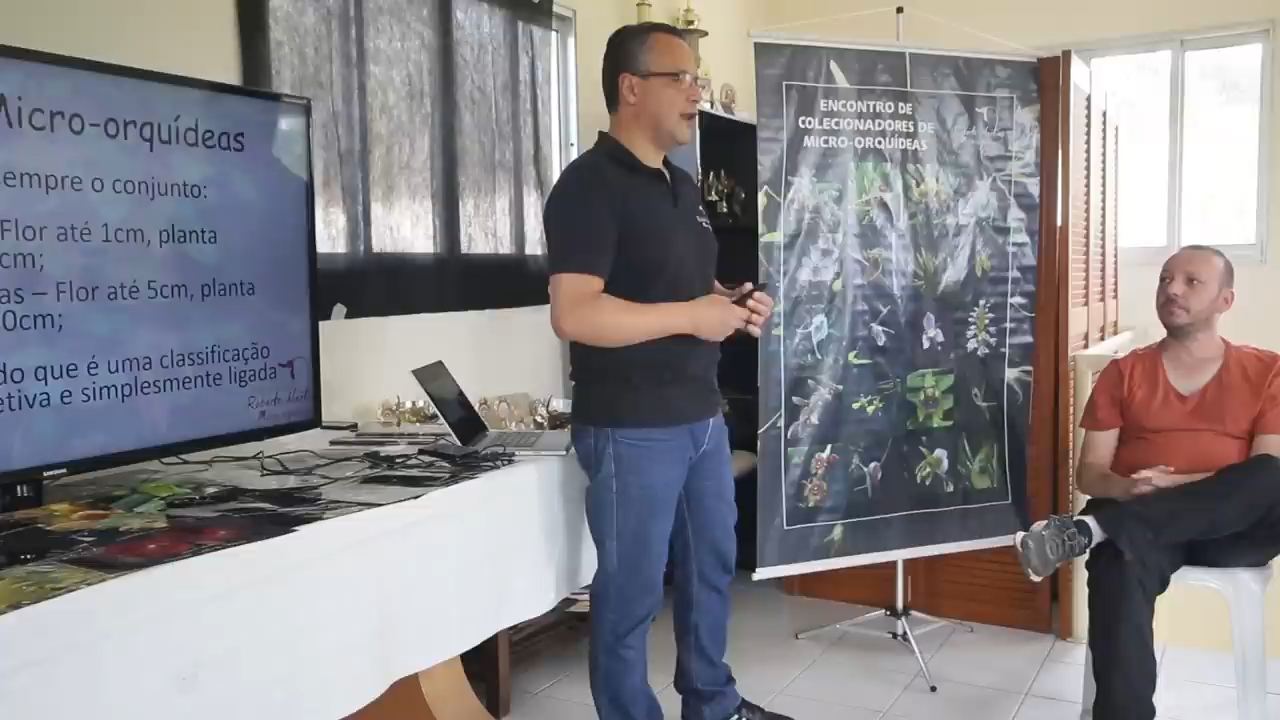 Micro-orquídeas
empre o conjunto:
Flor até 1cm, planta
cm;
as – Flor até 5cm, planta
0cm;
do que é uma classificação
etiva e simplesmente ligada
SAMSUNG
ENCONTRO DE
COLECIONADORES DE
MICRO-ORQUÍDEAS